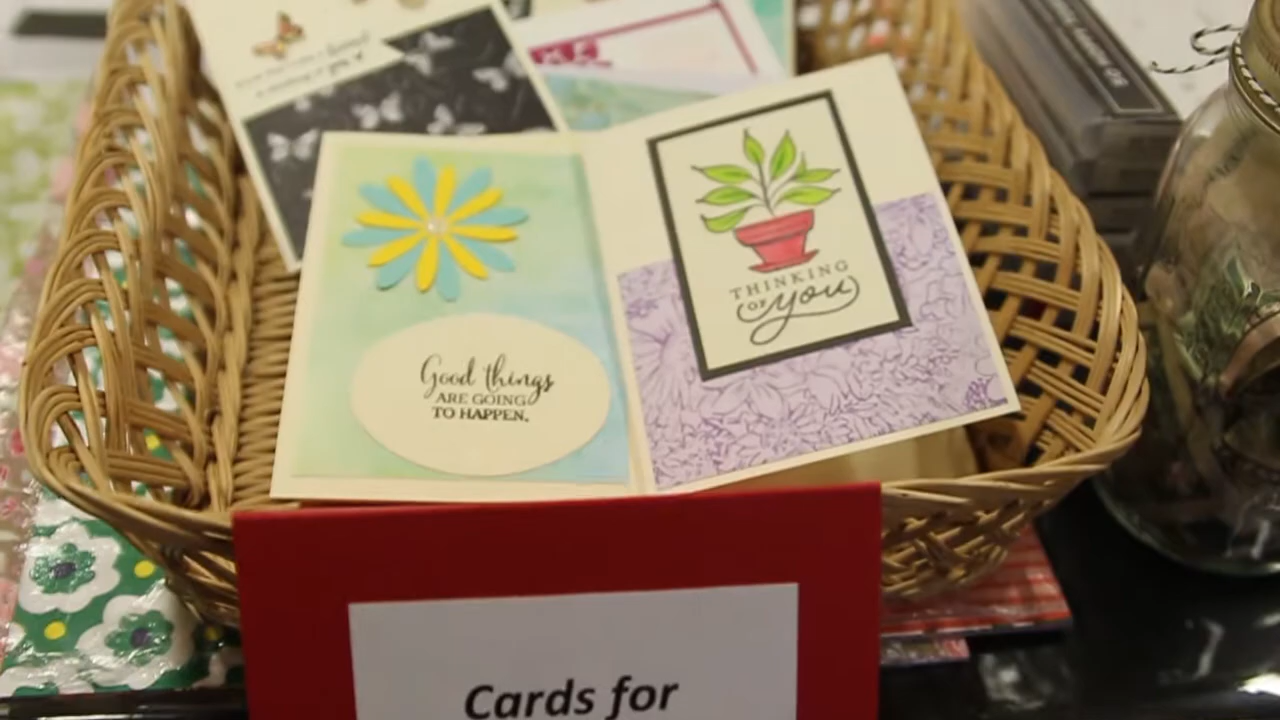 Good things
ARE GOING
TO HAPPEN.
THINKING
OF you
Cards for